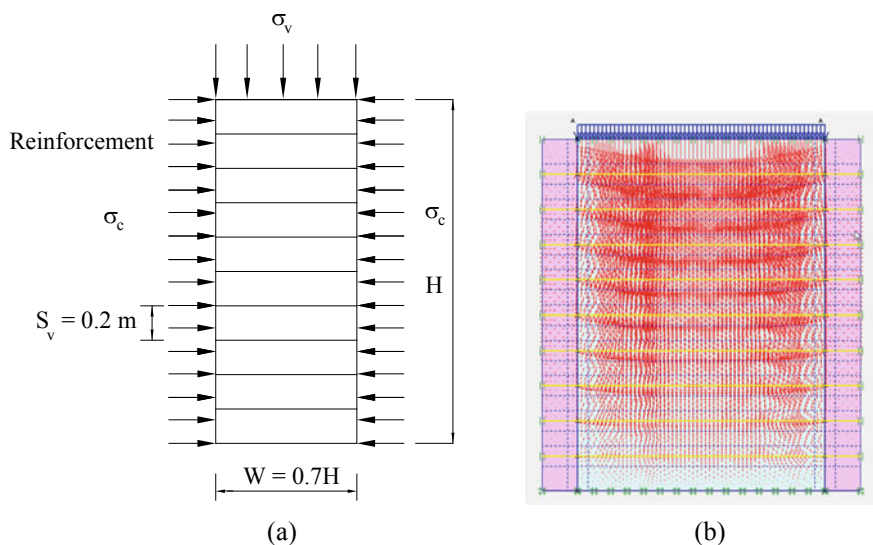 σv
Reinforcement
σc
σc
H
Sv = 0.2 m
W = 0.7H
(a)
A
A
(b)